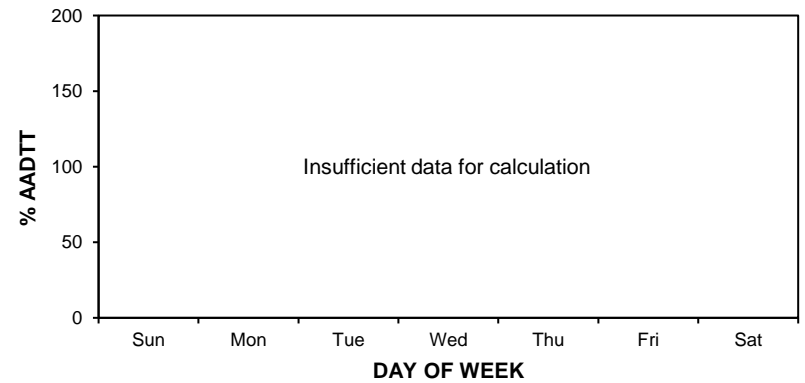 200
150
100
50
0
% AADTT
Insufficient data for calculation
Sun Mon Tue Wed Thu Fri Sat
DAY OF WEEK